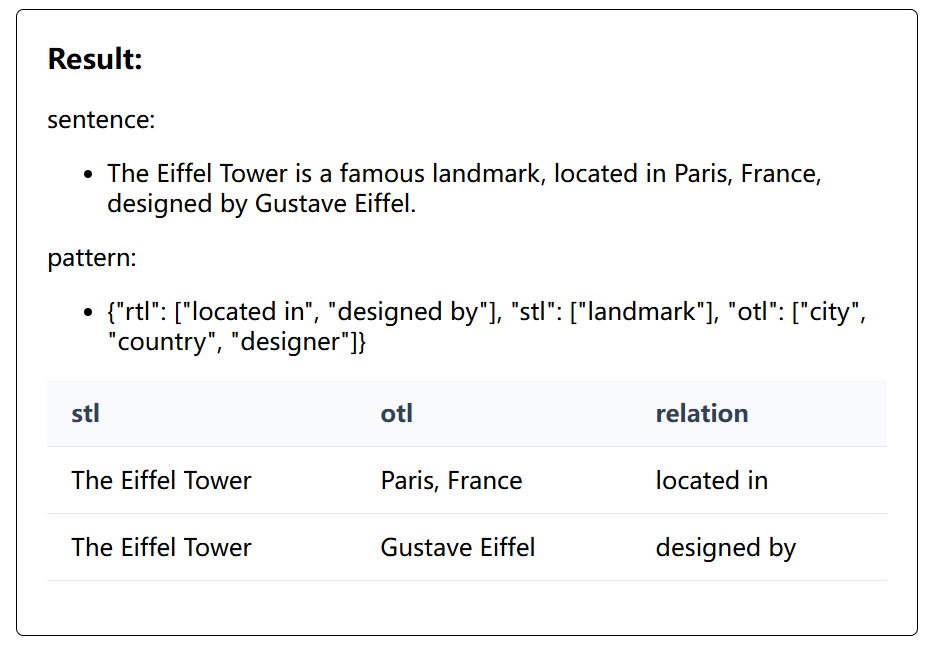 Result:
sentence:
• The Eiffel Tower is a famous landmark, located in Paris, France,
designed by Gustave Eiffel.
pattern:
• {"rtl": ["located in", "designed by"], "stl": ["landmark"], "otl": ["city",
"country", "designer"]}
stl otl relation
The Eiffel Tower Paris, France located in
The Eiffel Tower Gustave Eiffel designed by